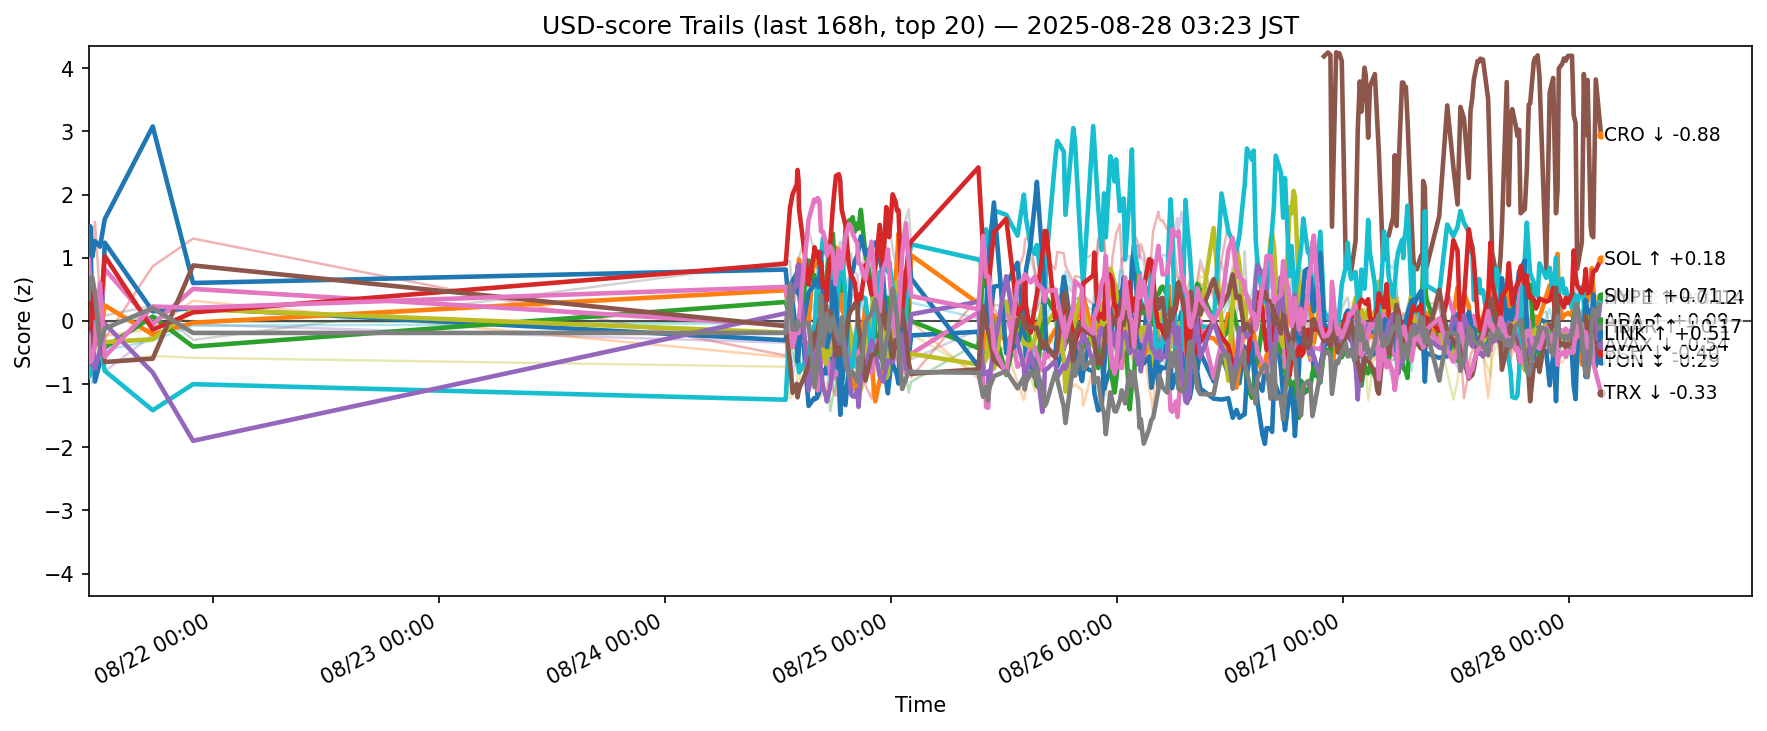 USD-score Trails (last 168h, top 20) — 2025-08-28 03:23 JST
Score (z)
4
3
2
1
0
−1
−2
−3
−4
CRO ↓ -0.88
SOL ↑ +0.18
SUI ↑ +0.71
LINK ↑ +0.51
TON ↓ -0.29
TRX ↓ -0.33
08/22 00:00
08/23 00:00
08/24 00:00
08/25 00:00
08/26 00:00
08/27 00:00
08/28 00:00
Time